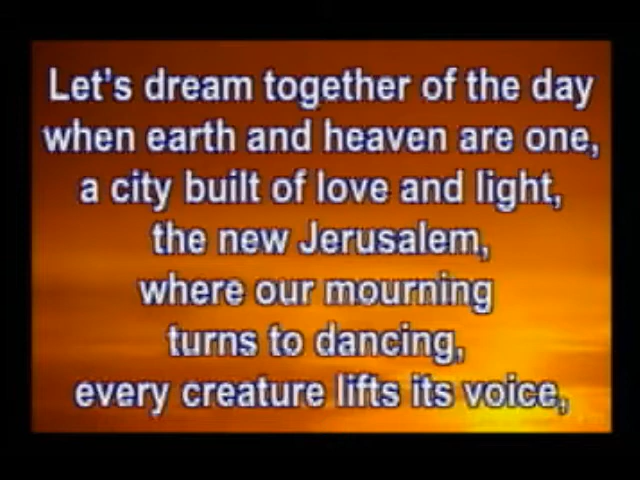 Let's dream together of the day
when earth and heaven are one,
a city built of love and light,
the new Jerusalem,
where our mourning
turns to dancing,
every creature lifts its voice,